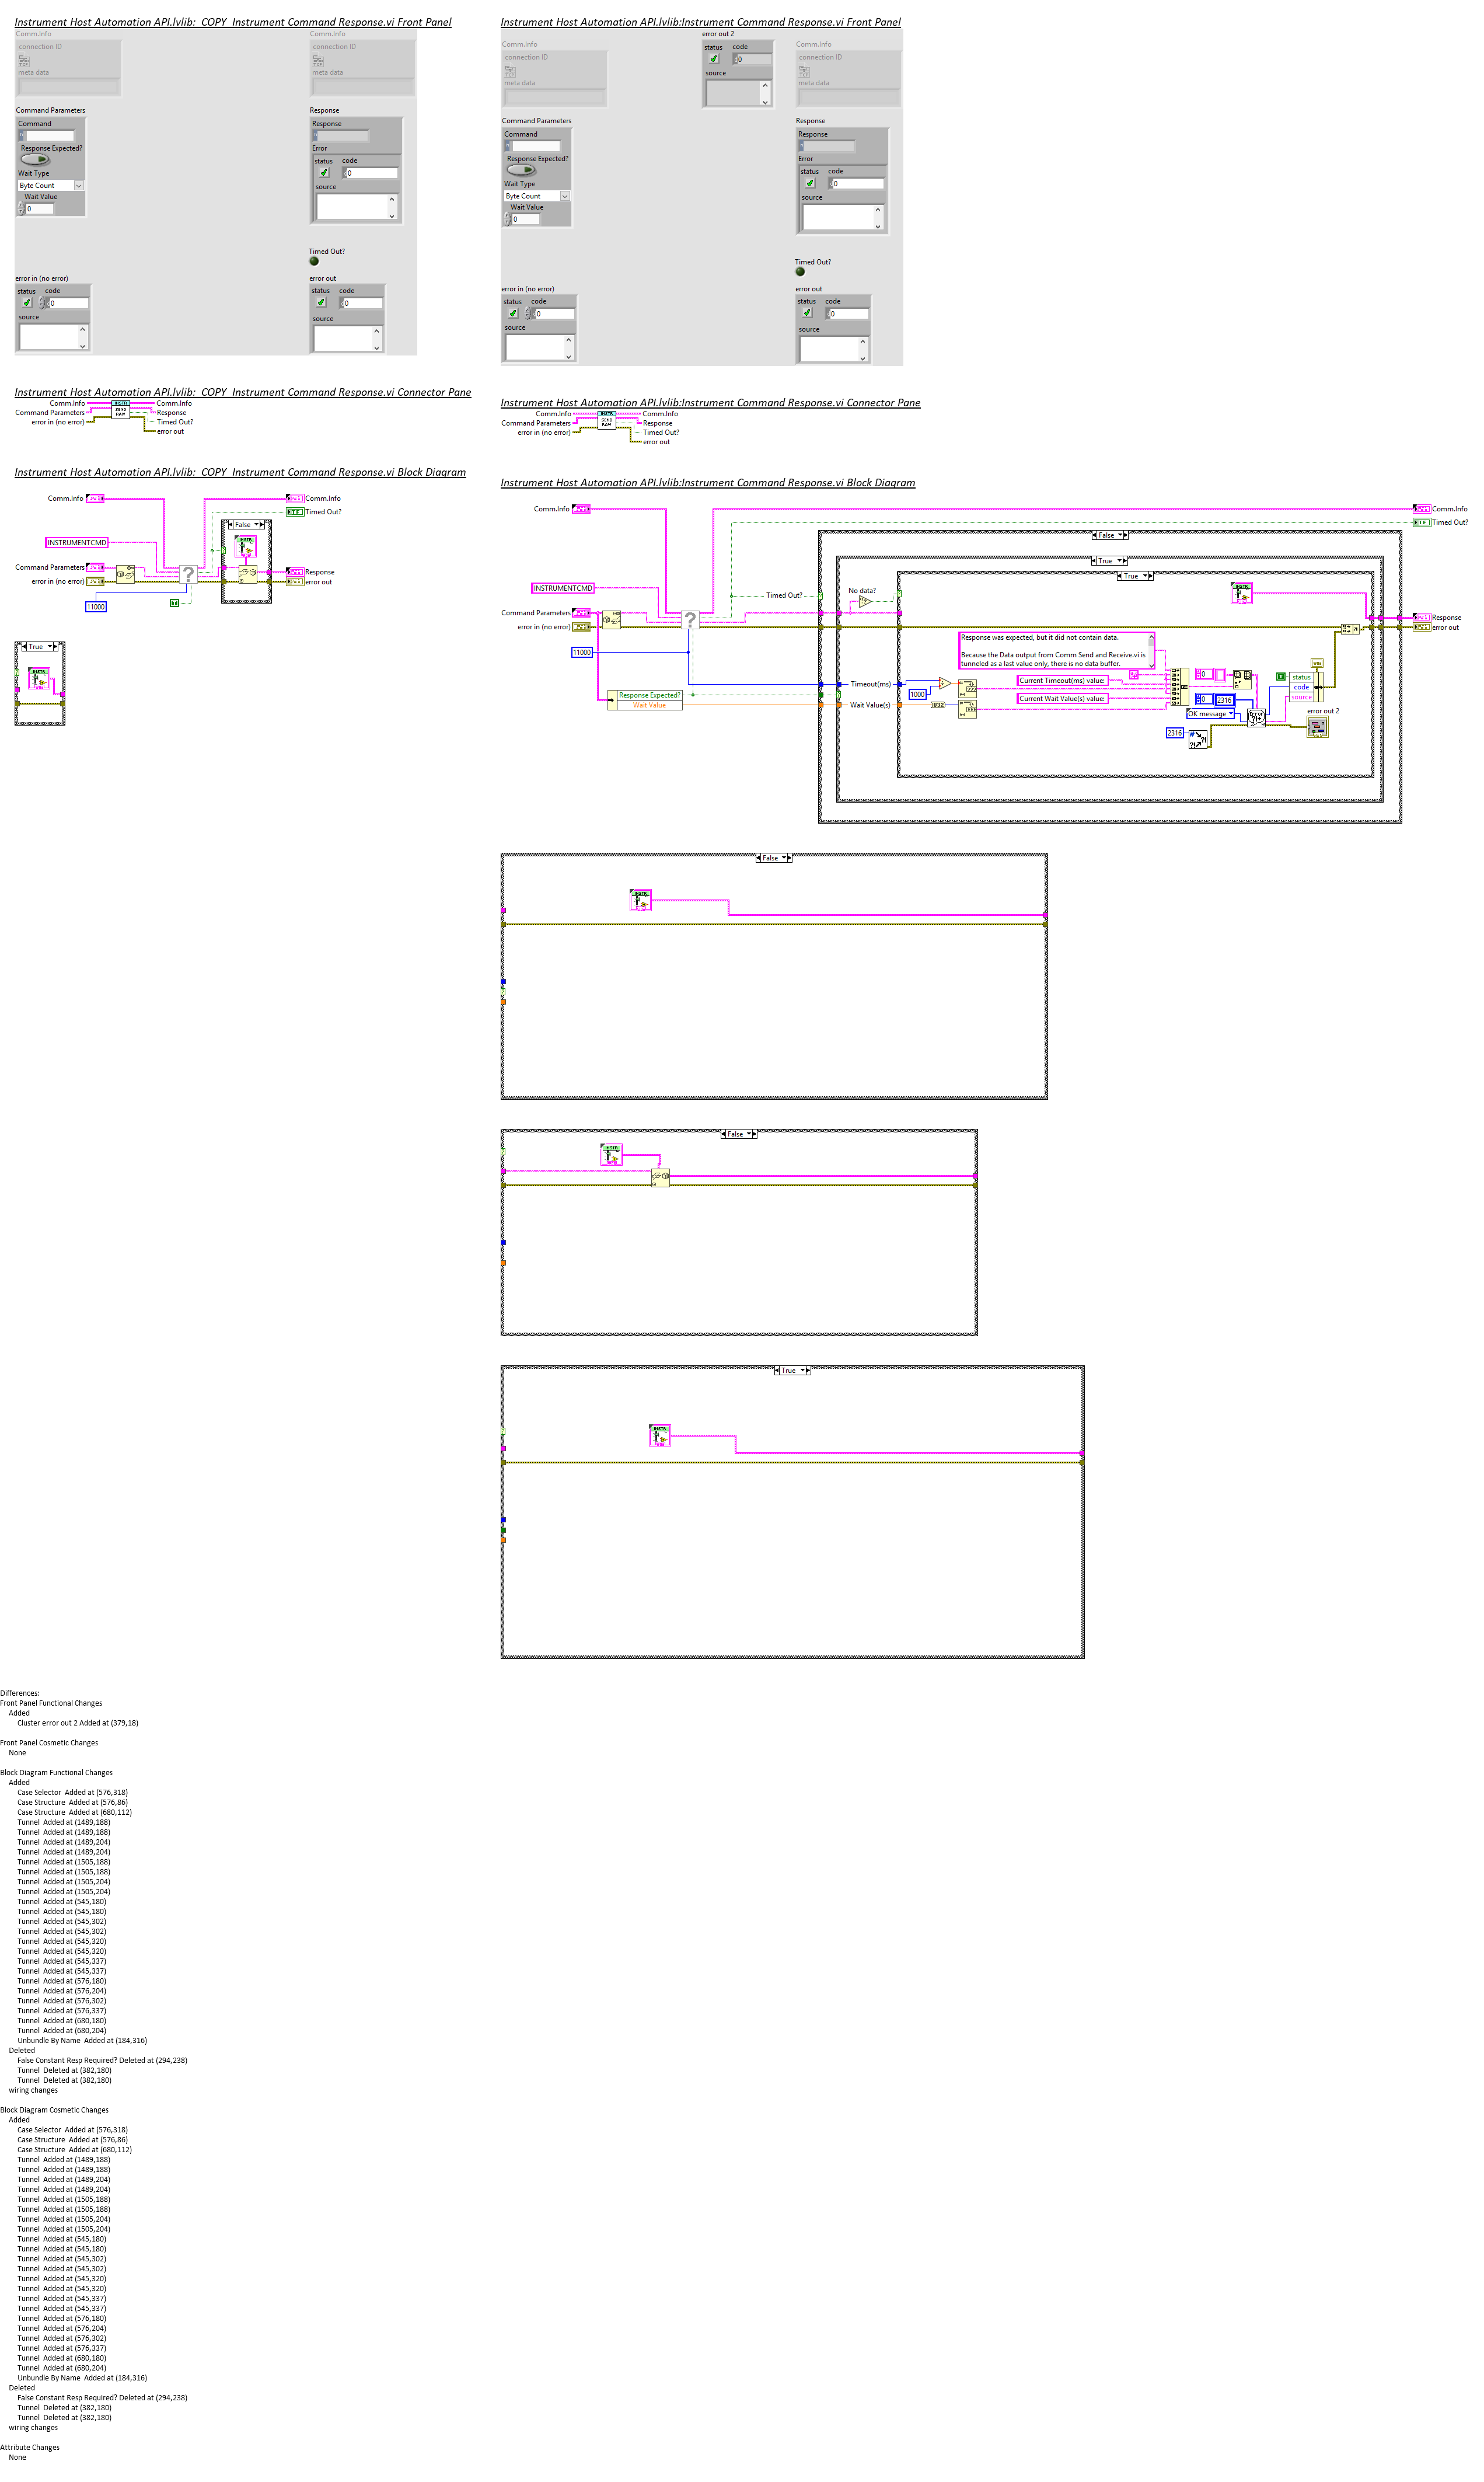 Instrument Host Automation API.lvlib:_COPY_Instrument Command Response.vi Front Panel
Comm.Info
connection ID
meta data
Command Parameters
Command
Response Expected?
Wait Type
Byte Count
Wait Value
0
error in (no error)
status code
0
source
Comm.Info
connection ID
meta data
Response
Response
Error
status code
0
source
Timed Out?
error out
status code
0
source
Instrument Host Automation API.lvlib:Instrument Command Response.vi Front Panel
Comm.Info
connection ID
meta data
Command Parameters
Command
Response Expected?
Wait Type
Byte Count
Wait Value
0
error in (no error)
status code
0
source
error out 2
status code
0
source
Comm.Info
connection ID
meta data
Response
Response
Error
status code
0
source
Timed Out?
error out
status code
0
source
Instrument Host Automation API.lvlib:_COPY_Instrument Command Response.vi Connector Pane
Comm.Info
Command Parameters
error in (no error)
INSTR
SEND
RAW
Comm.Info
Response
Timed Out?
error out
Instrument Host Automation API.lvlib:Instrument Command Response.vi Connector Pane
Comm.Info
Command Parameters
error in (no error)
INSTR
SEND
RAW
Comm.Info
Response
Timed Out?
error out
Instrument Host Automation API.lvlib:_COPY_Instrument Command Response.vi Block Diagram
Comm.Info
Comm.Info
Timed Out?
False
INSTR
INSTRUMENTCMD
Command Parameters
error in (no error)
?
Response
error out
11000
F
True
INSTR
Instrument Host Automation API.lvlib:Instrument Command Response.vi Block Diagram
Comm.Info
Comm.Info
Timed Out?
False
True
True
INSTRUMENTCMD
Timed Out?
No data?
INSTR
Command Parameters
error in (no error)
?
Response
error out
Response was expected, but it did not contain data.
Because the Data output from Comm Send and Receive.vi is
tunneled as a last value only, there is no data buffer.
11000
Timeout(ms)
1000
Current Timeout(ms) value:
Response Expected?
Wait Value
Wait Value(s)
U32
Current Wait Value(s) value:
0
0
2316
OK message
2316
status
code
source
error out 2
False
INSTR
False
INSTR
True
INSTR
Differences:
Front Panel Functional Changes
Added
Cluster error out 2 Added at (379,18)
Front Panel Cosmetic Changes
None
Block Diagram Functional Changes
Added
Case Selector  Added at (576,318)
Case Structure  Added at (576,86)
Case Structure  Added at (680,112)
Tunnel  Added at (1489,188)
Tunnel  Added at (1489,188)
Tunnel  Added at (1489,204)
Tunnel  Added at (1489,204)
Tunnel  Added at (1505,188)
Tunnel  Added at (1505,188)
Tunnel  Added at (1505,204)
Tunnel  Added at (1505,204)
Tunnel  Added at (545,180)
Tunnel  Added at (545,180)
Tunnel  Added at (545,302)
Tunnel  Added at (545,302)
Tunnel  Added at (545,320)
Tunnel  Added at (545,320)
Tunnel  Added at (545,337)
Tunnel  Added at (545,337)
Tunnel  Added at (576,180)
Tunnel  Added at (576,204)
Tunnel  Added at (576,302)
Tunnel  Added at (576,337)
Tunnel  Added at (680,180)
Tunnel  Added at (680,204)
Unbundle By Name  Added at (184,316)
Deleted
False Constant Resp Required? Deleted at (294,238)
Tunnel  Deleted at (382,180)
Tunnel  Deleted at (382,180)
wiring changes
Block Diagram Cosmetic Changes
Added
Case Selector  Added at (576,318)
Case Structure  Added at (576,86)
Case Structure  Added at (680,112)
Tunnel  Added at (1489,188)
Tunnel  Added at (1489,188)
Tunnel  Added at (1489,204)
Tunnel  Added at (1489,204)
Tunnel  Added at (1505,188)
Tunnel  Added at (1505,188)
Tunnel  Added at (1505,204)
Tunnel  Added at (1505,204)
Tunnel  Added at (545,180)
Tunnel  Added at (545,180)
Tunnel  Added at (545,302)
Tunnel  Added at (545,302)
Tunnel  Added at (545,320)
Tunnel  Added at (545,320)
Tunnel  Added at (545,337)
Tunnel  Added at (545,337)
Tunnel  Added at (576,180)
Tunnel  Added at (576,204)
Tunnel  Added at (576,302)
Tunnel  Added at (576,337)
Tunnel  Added at (680,180)
Tunnel  Added at (680,204)
Unbundle By Name  Added at (184,316)
Deleted
False Constant Resp Required? Deleted at (294,238)
Tunnel  Deleted at (382,180)
Tunnel  Deleted at (382,180)
wiring changes
Attribute Changes
None